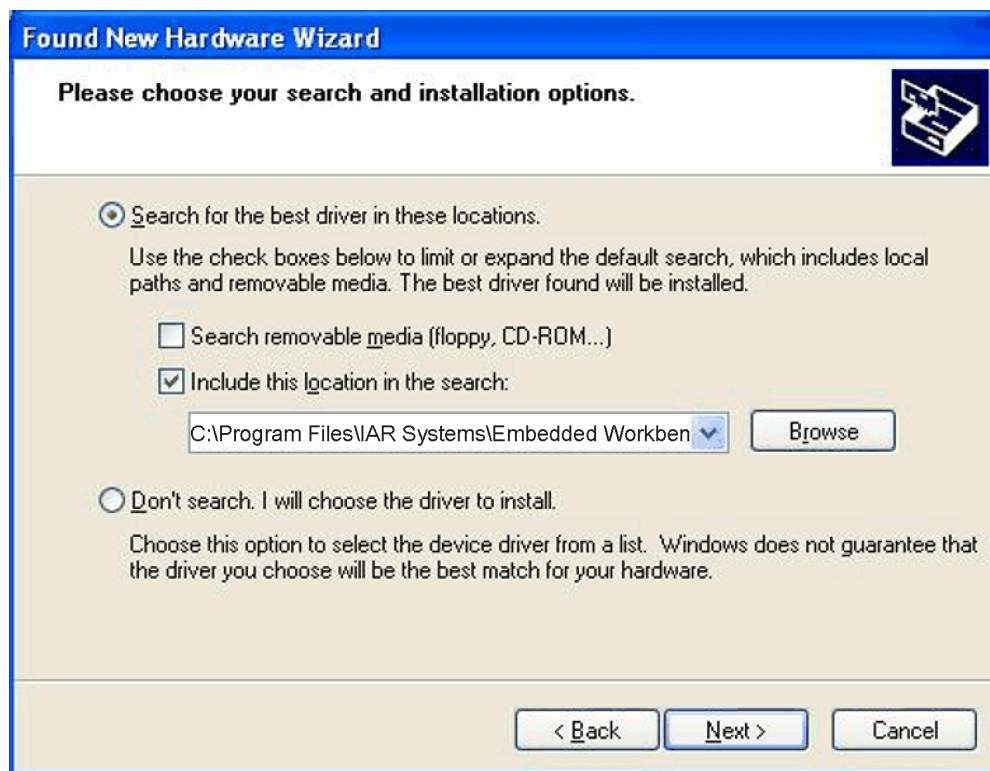 Found New Hardware Wizard
Please choose your search and installation options.
Search for the best driver in these locations.
Use the check boxes below to limit or expand the default search, which includes local
paths and removable media. The best driver found will be installed.
Search removable media (floppy, CD-ROM...)
Include this location in the search:
C:\Program Files\IAR Systems\Embedded Workben
Browse
Don't search. I will choose the driver to install.
Choose this option to select the device driver from a list.  Windows does not guarantee that
the driver you choose will be the best match for your hardware.
< Back
Next >
Cancel